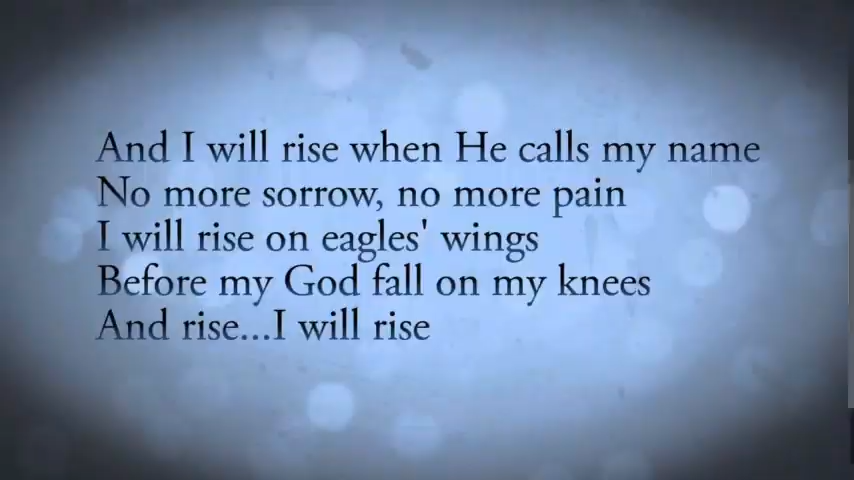 And I will rise when He calls my name
No more sorrow, no more pain
I will rise on eagles' wings
Before my God fall on my knees
And rise...I will rise